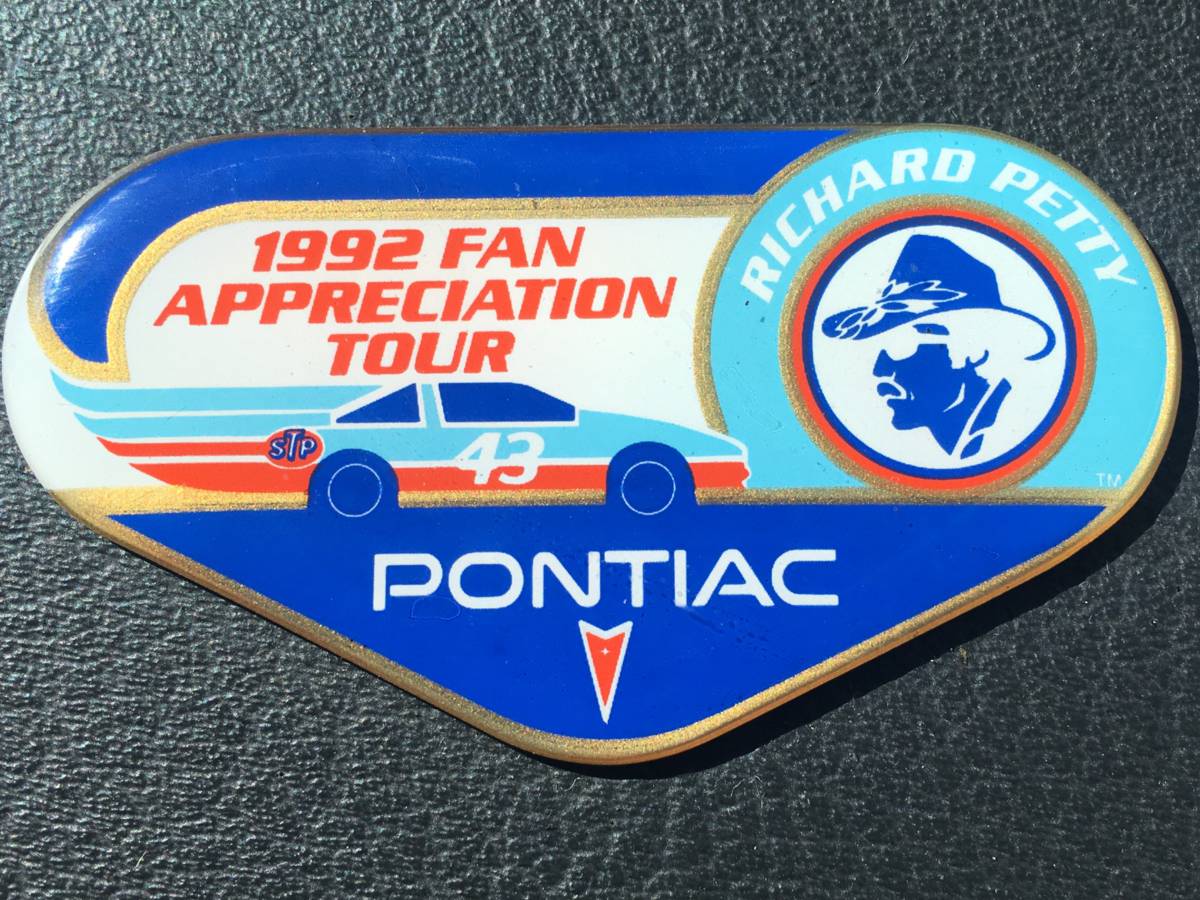 1992 FAN
APPRECIATION
TOUR
RICHARD PETTY
STP
43
TM
PONTIAC